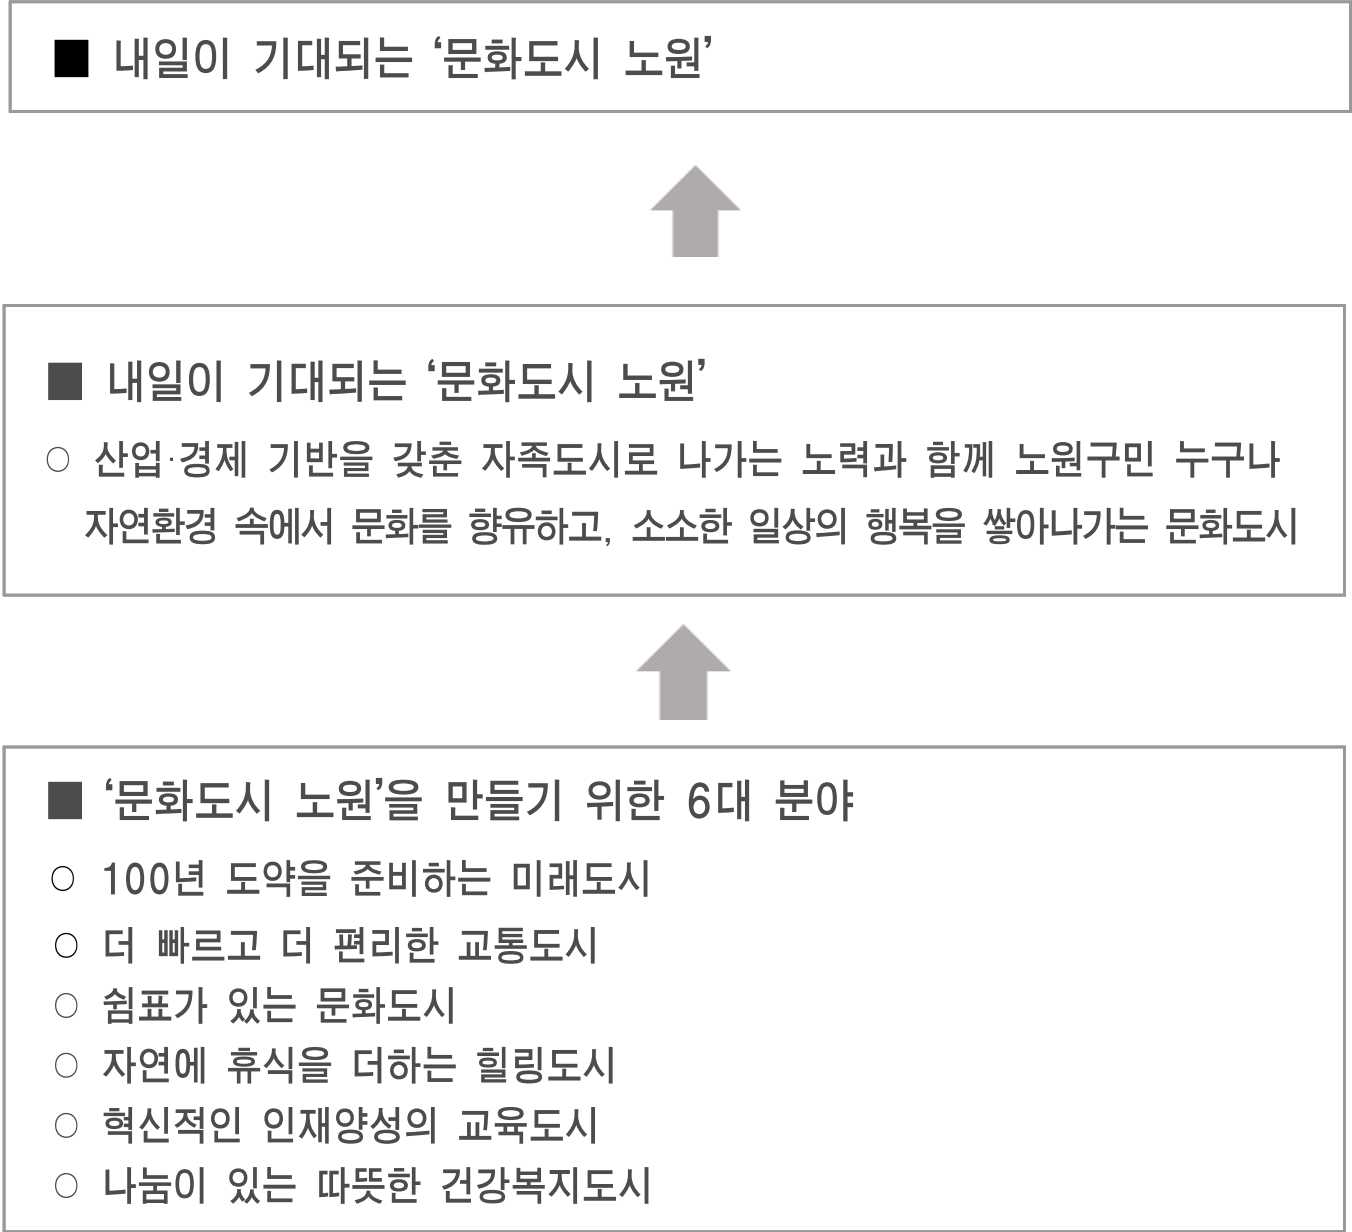 ■ 내일이 기대되는 ‘문화도시 노원’
■ 내일이 기대되는 ‘문화도시 노원’
○ 산업·경제 기반을 갖춘 자족도시로 나가는 노력과 함께 노원구민 누구나
자연환경 속에서 문화를 향유하고, 소소한 일상의 행복을 쌓아나가는 문화도시
■ ‘문화도시 노원’을 만들기 위한 6대 분야
○ 100년 도약을 준비하는 미래도시
○ 더 빠르고 더 편리한 교통도시
○ 쉼표가 있는 문화도시
○ 자연에 휴식을 더하는 힐링도시
○ 혁신적인 인재양성의 교육도시
○ 나눔이 있는 따뜻한 건강복지도시